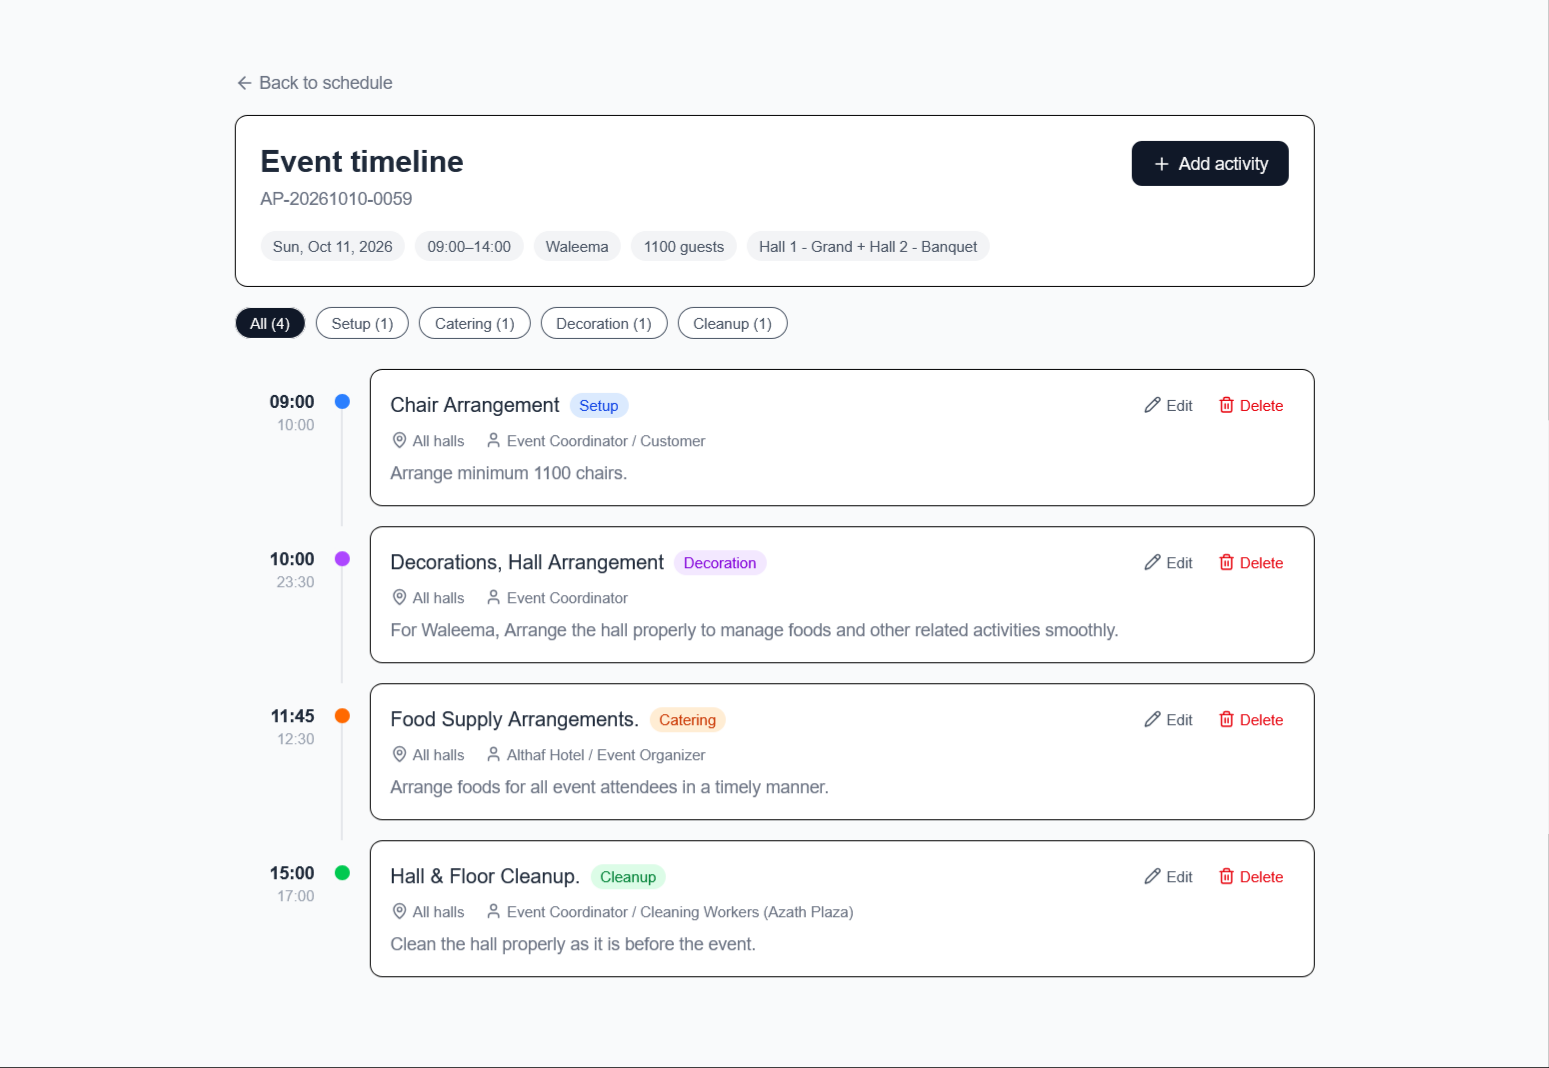 Back to schedule
Event timeline
Add activity
AP-20261010-0059
Sun, Oct 11, 2026 09:00–14:00 Waleema 1100 guests Hall 1 - Grand + Hall 2 - Banquet
All (4) Setup (1) Catering (1) Decoration (1) Cleanup (1)
09:00
10:00
Chair Arrangement Setup Edit Delete
All halls Event Coordinator / Customer
Arrange minimum 1100 chairs.
10:00
23:30
Decorations, Hall Arrangement Decoration Edit Delete
All halls Event Coordinator
For Waleema, Arrange the hall properly to manage foods and other related activities smoothly.
11:45
12:30
Food Supply Arrangements. Catering Edit Delete
All halls Althaf Hotel / Event Organizer
Arrange foods for all event attendees in a timely manner.
15:00
17:00
Hall & Floor Cleanup. Cleanup Edit Delete
All halls Event Coordinator / Cleaning Workers (Azath Plaza)
Clean the hall properly as it is before the event.